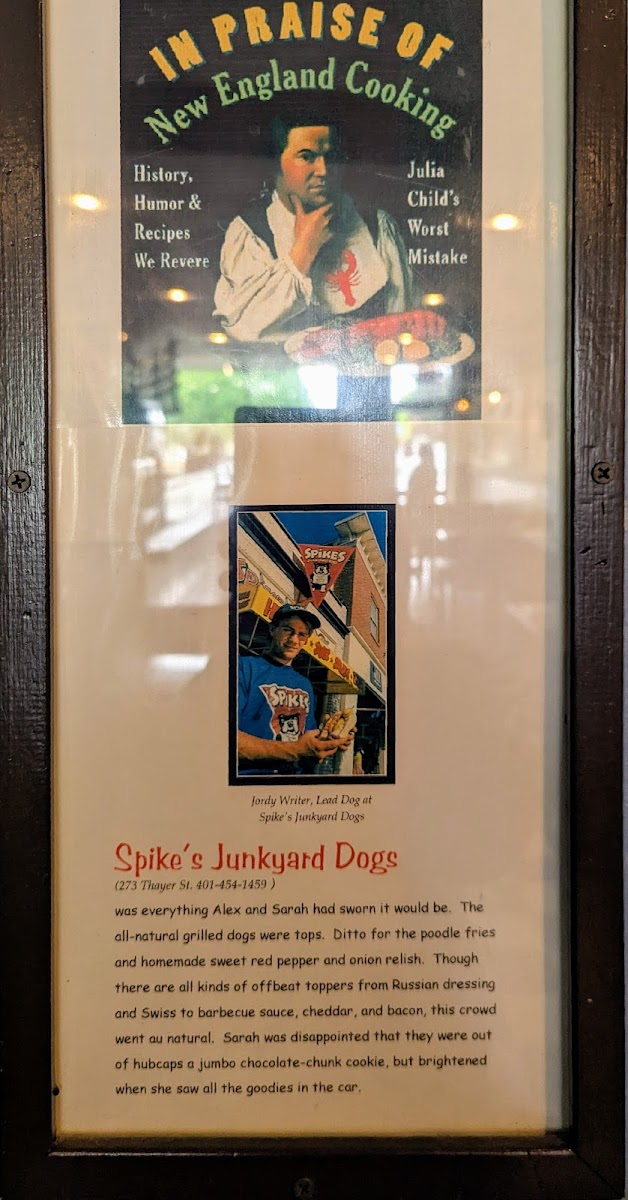 IN PRAISE OF
New England Cooking
History,
Humor &
Recipes
We Revere
Julia
Child's
Worst
Mistake
SPIKES
SPIKES
Jordy Writer, Lead Dog at
Spike's Junkyard Dogs
Spike's Junkyard Dogs
(273 Thayer St. 401-454-1459 )
was everything Alex and Sarah had sworn it would be. The
all-natural grilled dogs were tops. Ditto for the poodle fries
and homemade sweet red pepper and onion relish. Though
there are all kinds of offbeat toppers from Russian dressing
and Swiss to barbecue sauce, cheddar, and bacon, this crowd
went au natural. Sarah was disappointed that they were out
of hubcaps a jumbo chocolate-chunk cookie, but brightened
when she saw all the goodies in the car.